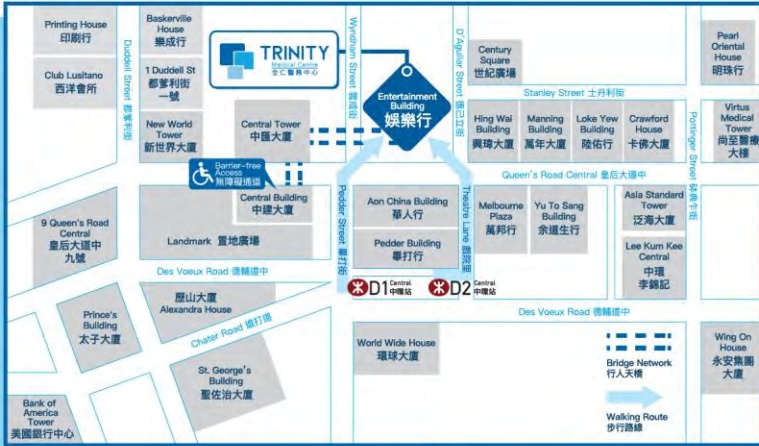 Printing House
印刷行
Club Lusitano
西洋會所
Duddell Street 都爹利街
Baskerville
House
樂成行
1 Duddell St
都爹利街
一號
New World
Tower
新世界大廈
TRINITY
Medical Centre
全仁醫務中心
Central Tower
中匯大廈
Wyndham Street 雲咸街
Entertainment
Building
娛樂行
D'Aguilar Street 德己立街
Century
Square
世紀廣場
Stanley Street 士丹利街
Hing Wai
Building
興瑋大廈
Manning
Building
萬年大廈
Loke Yew
Building
陸佑行
Crawford
House
卡佛大廈
Pottinger Street 砵典乍街
Pearl
Oriental
House
明珠行
Virtus
Medical
Tower
尚至醫療
大樓
Barrier-free
Access
無障礙通道
Queen's Road Central 皇后大道中
9 Queen's Road
Central
皇后大道中
九號
Central Building
中建大廈
Landmark 置地廣場
Pedder Street 畢打街
Aon China Building
華人行
Pedder Building
畢打行
Theatre Lane 戲院里
Melbourne
Plaza
萬邦行
Yu To Sang
Building
余道生行
Asia Standard
Tower
泛海大廈
Lee Kum Kee
Central
中環
李錦記
Des Voeux Road 德輔道中
D1 Central
中環站
D2 Central
中環站
Des Voeux Road 德輔道中
Prince's
Building
太子大廈
歷山大廈
Alexandra House
Chater Road 遮打道
St. George's
Building
聖佐治大廈
World Wide House
環球大廈
Bridge Network
行人天橋
Walking Route
步行路線
Wing On
House
永安集團
大廈
Bank of
America
Tower
美國銀行中心